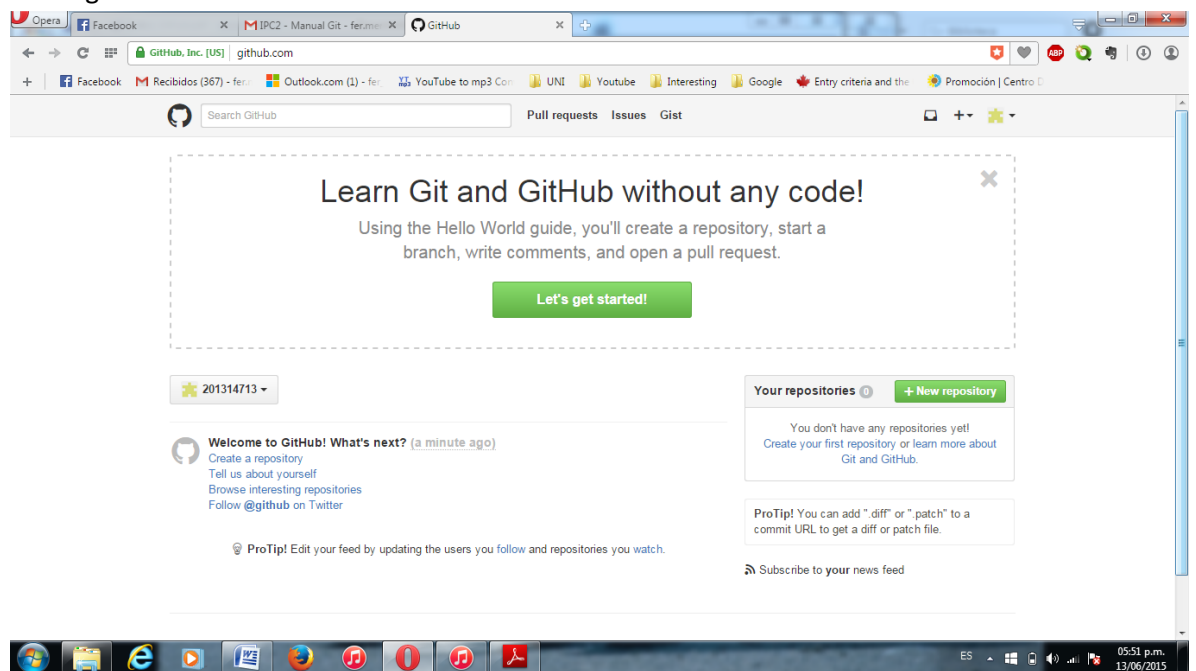 Opera
Facebook
IPC2 - Manual Git - fer.me
GitHub
GitHub, Inc. [US] github.com
ABP
Facebook
Recibidos (367) - fer.
Outlook.com (1) - fer
YouTube to mp3 Con
UNI
Youtube
Interesting
Google
Entry criteria and the
Promoción | Centro D
Search GitHub
Pull requests Issues Gist
Learn Git and GitHub without any code!
Using the Hello World guide, you'll create a repository, start a
branch, write comments, and open a pull request.
Let's get started!
201314713
Your repositories 0
+ New repository
You don't have any repositories yet!
Create your first repository or learn more about
Git and GitHub.
Welcome to GitHub! What's next? (a minute ago)
Create a repository
Tell us about yourself
Browse interesting repositories
Follow @github on Twitter
ProTip! You can add ".diff" or ".patch" to a
commit URL to get a diff or patch file.
ProTip! Edit your feed by updating the users you follow and repositories you watch.
Subscribe to your news feed
ES
05:51 p.m.
13/06/2015